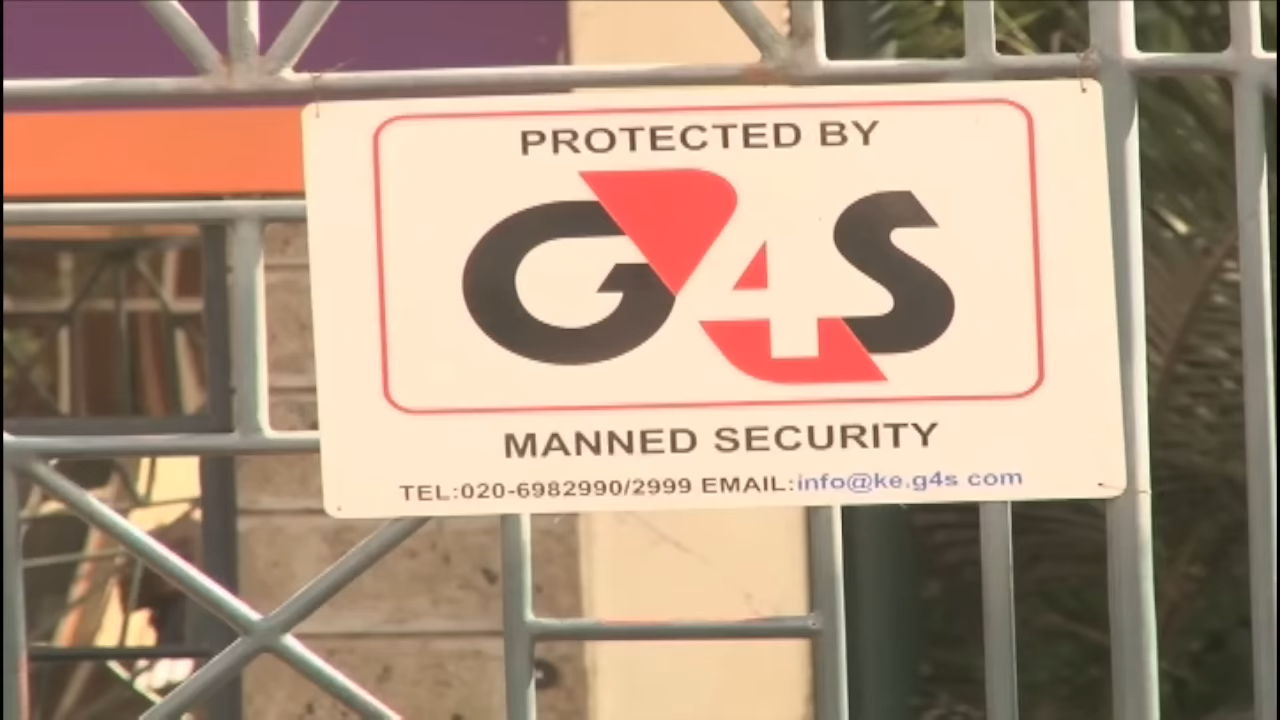 PROTECTED BY
G4S
MANNED SECURITY
TEL:020-6982990/2999 EMAIL:info@ke.g4s com